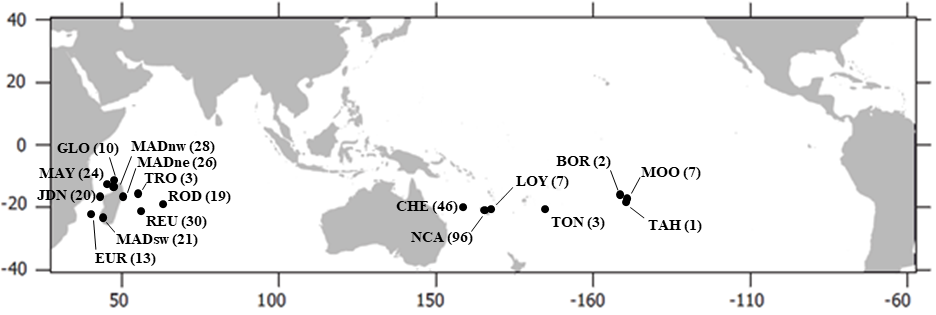 40
20
0
-20
-40
GLO (10)
MADnw (28)
MADne (26)
MAY (24)
TRO (3)
JDN (20)
ROD (19)
REU (30)
MADsw (21)
EUR (13)
BOR (2)
MOO (7)
LOY (7)
CHE (46)
TON (3)
TAH (1)
NCA (96)
50 100 150 -160 -110 -60